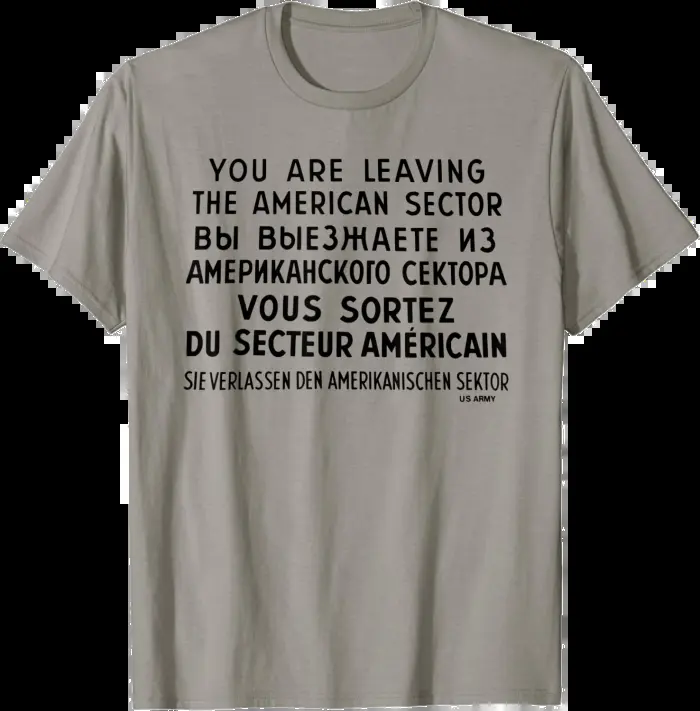 YOU ARE LEAVING
THE AMERICAN SECTOR
ВЫ ВЫЕЗЖАЕТЕ ИЗ
АМЕРИКАНСКОГО СЕКТОРА
VOUS SORTEZ
DU SECTEUR AMÉRICAIN
SIE VERLASSEN DEN AMERIKANISCHEN SEKTOR
US ARMY